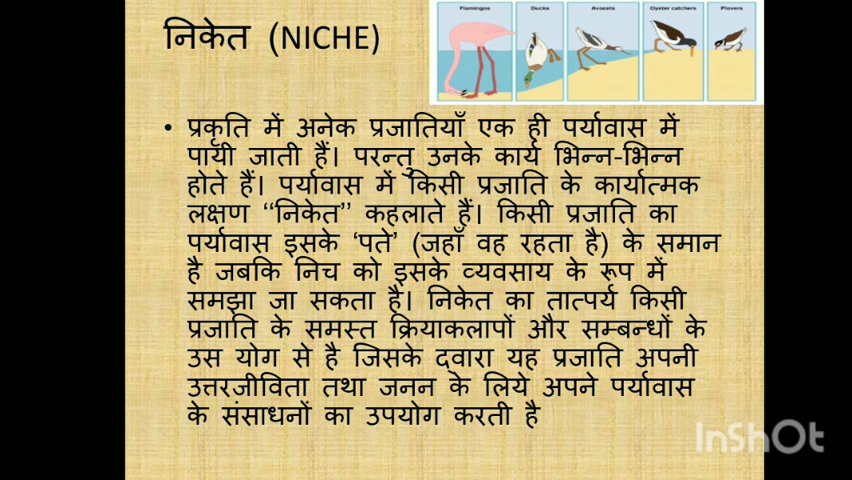 निकेत (NICHE)
Flamingos
Ducks
Avocets
Oyster catchers
Plovers
• प्रकृति में अनेक प्रजातियाँ एक ही पर्यावास में
पायी जाती हैं। परन्तु उनके कार्य भिन्न-भिन्न
होते हैं। पर्यावास में किसी प्रजाति के कार्यात्मक
लक्षण ‘‘निकेत’’ कहलाते हैं। किसी प्रजाति का
पर्यावास इसके ‘पते’ (जहाँ वह रहता है) के समान
है जबकि निच को इसके व्यवसाय के रूप में
समझा जा सकता है। निकेत का तात्पर्य किसी
प्रजाति के समस्त क्रियाकलापों और सम्बन्धों के
उस योग से है जिसके द्वारा यह प्रजाति अपनी
उत्तरजीविता तथा जनन के लिये अपने पर्यावास
के संसाधनों का उपयोग करती है
InShOt